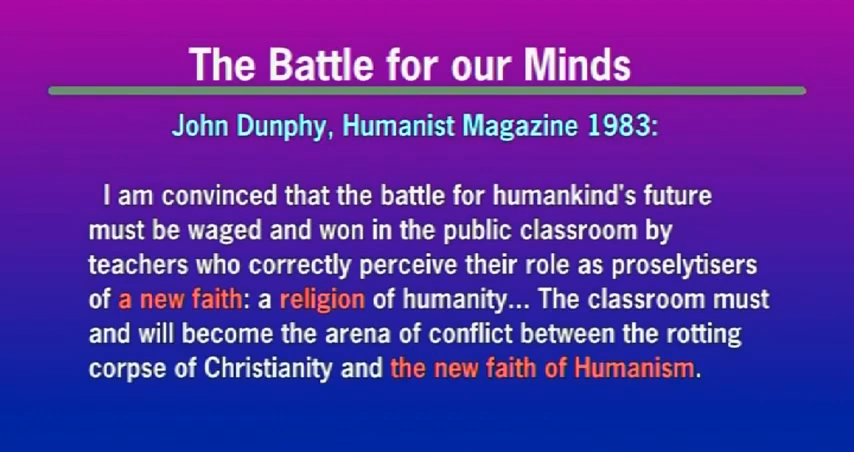 The Battle for our Minds
John Dunphy, Humanist Magazine 1983:
I am convinced that the battle for humankind's future
must be waged and won in the public classroom by
teachers who correctly perceive their role as proselytisers
of a new faith: a religion of humanity... The classroom must
and will become the arena of conflict between the rotting
corpse of Christianity and the new faith of Humanism.